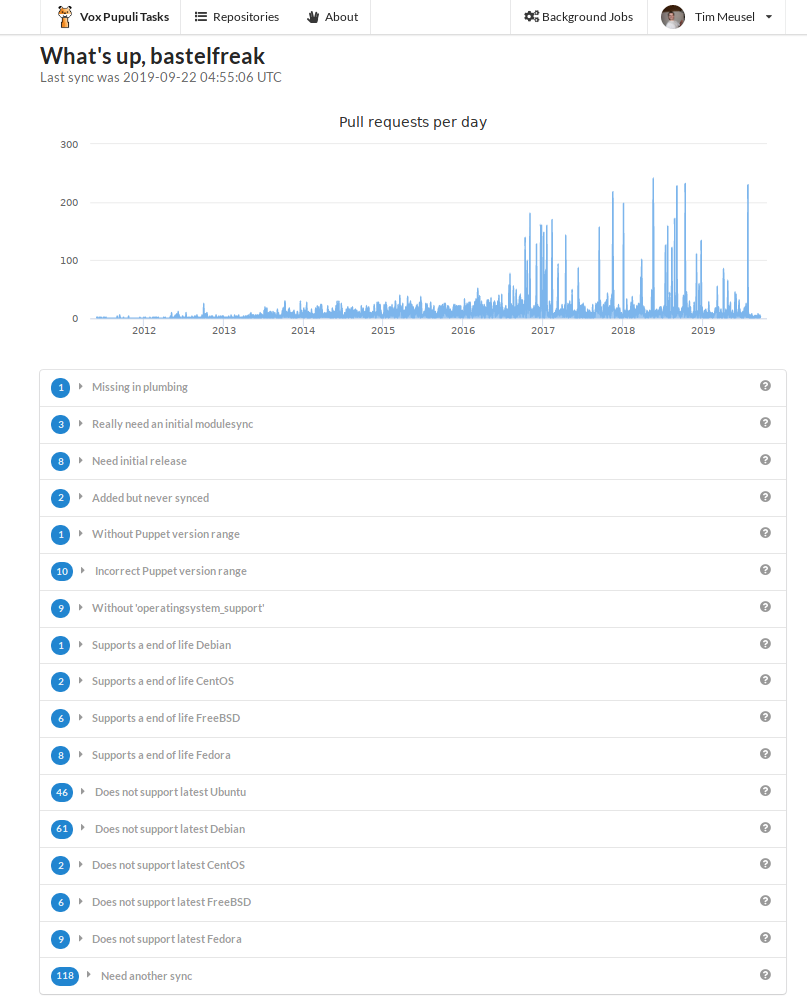 Vox Pupuli Tasks Repositories About Background Jobs Tim Meusel
What's up, bastelfreak
Last sync was 2019-09-22 04:55:06 UTC
Pull requests per day
300
200
100
0
2012 2013 2014 2015 2016 2017 2018 2019
1 Missing in plumbing
3 Really need an initial modulesync
8 Need initial release
2 Added but never synced
1 Without Puppet version range
10 Incorrect Puppet version range
9 Without 'operatingsystem_support'
1 Supports a end of life Debian
2 Supports a end of life CentOS
6 Supports a end of life FreeBSD
8 Supports a end of life Fedora
46 Does not support latest Ubuntu
61 Does not support latest Debian
2 Does not support latest CentOS
6 Does not support latest FreeBSD
9 Does not support latest Fedora
118 Need another sync